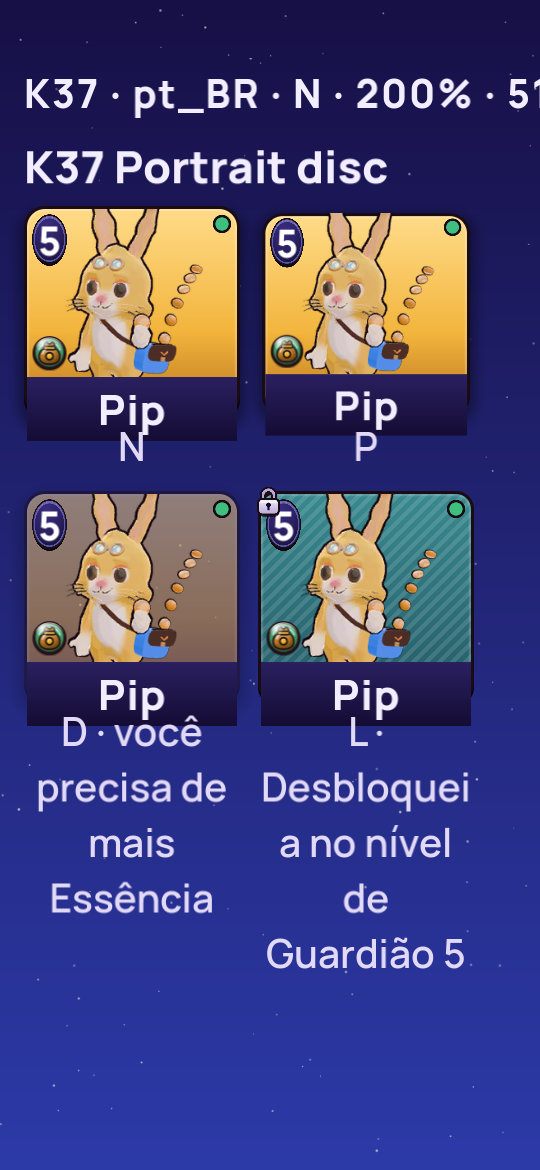 K37 · pt_BR · N · 200% · 51
K37 Portrait disc
5
5
Pip
Pip
N
P
5
5
Pip
Pip
D · você
precisa de
mais
Essência
L ·
Desbloquei
a no nível
de
Guardião 5